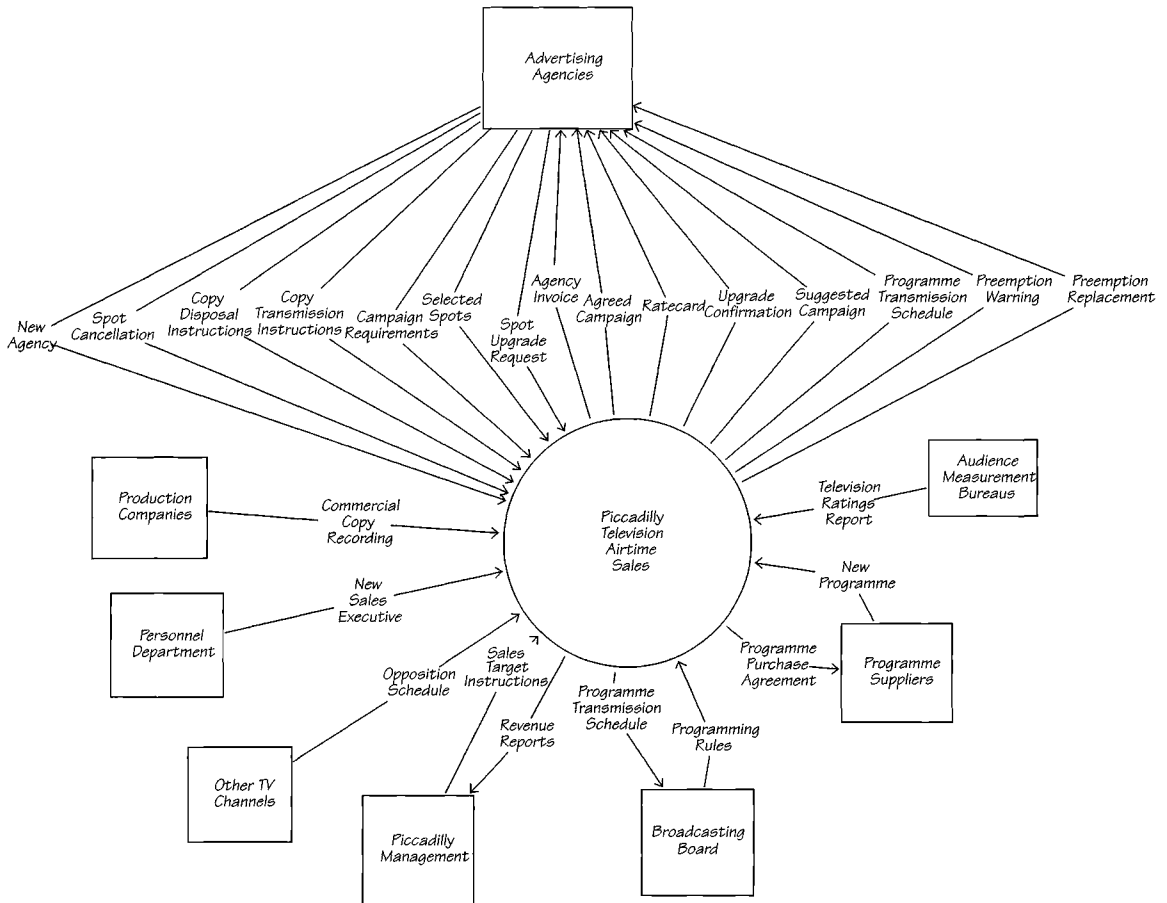 Advertising
Agencies
New
Agency
Spot
Cancellation
Copy
Disposal
Instructions
Copy
Transmission
Instructions
Campaign
Requirements
Selected
Spots
Spot
Upgrade
Request
Agency
Invoice
Agreed
Campaign
Ratecard
Upgrade
Confirmation
Suggested
Campaign
Programme
Transmission
Schedule
Preemption
Warning
Preemption
Replacement
Production
Companies
Commercial
Copy
Recording
Piccadilly
Television
Airtime
Sales
Television
Ratings
Report
Audience
Measurement
Bureaus
New
Programme
Personnel
Department
New
Sales
Executive
Opposition
Schedule
Sales
Target
Instructions
Revenue
Reports
Programme
Transmission
Schedule
Programming
Rules
Programme
Purchase
Agreement
Programme
Suppliers
Other TV
Channels
Piccadilly
Management
Broadcasting
Board